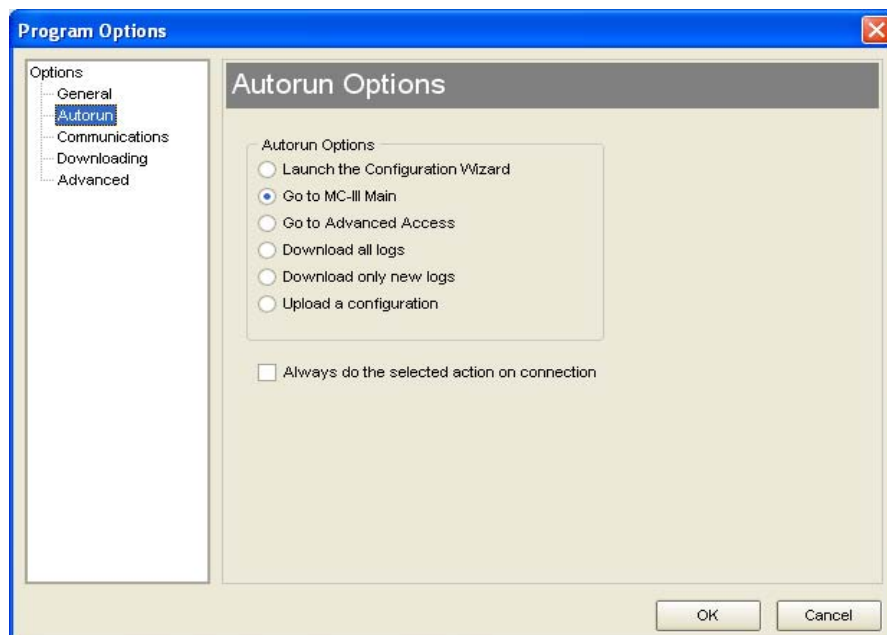 Program Options
Options
General
Autorun
Communications
Downloading
Advanced
Autorun Options
Autorun Options
Launch the Configuration Wizard
Go to MC-III Main
Go to Advanced Access
Download all logs
Download only new logs
Upload a configuration
Always do the selected action on connection
OK
Cancel